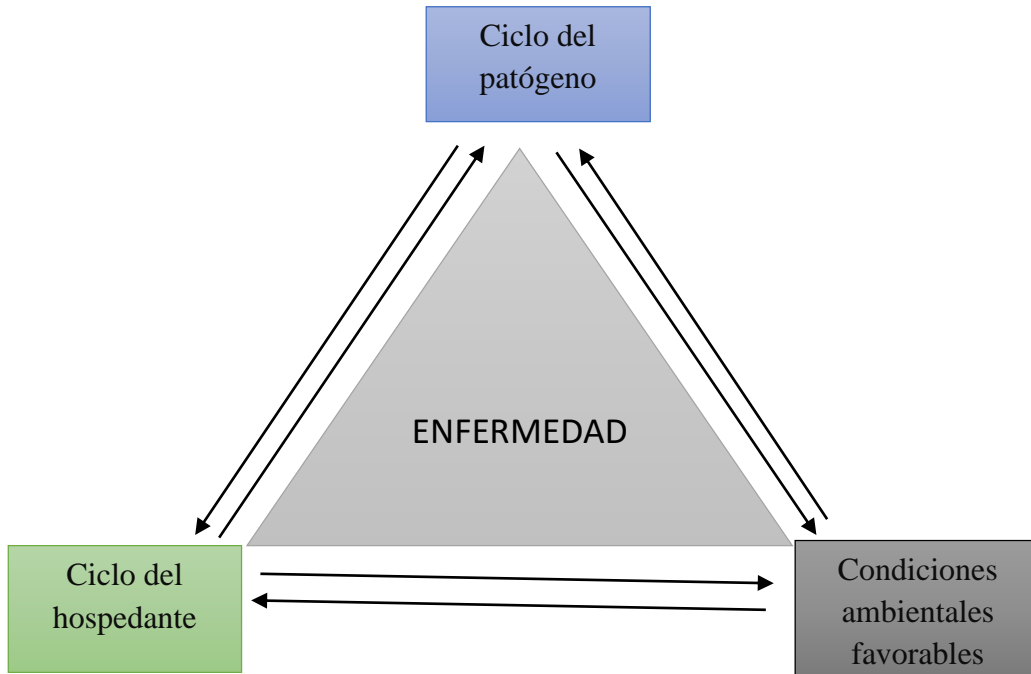 Ciclo del
patógeno
ENFERMEDAD
Ciclo del
hospedante
Condiciones
ambientales
favorables